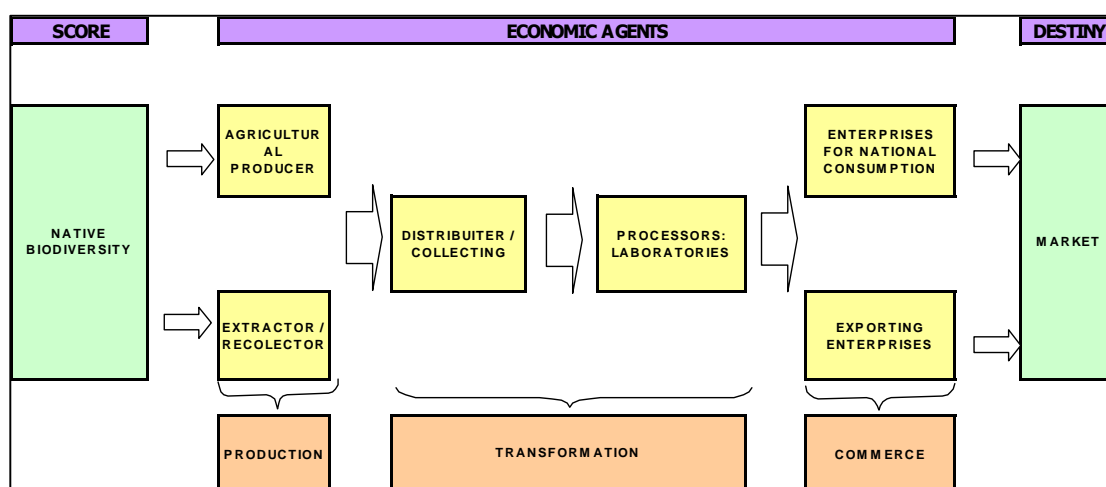 SCORE
ECONOMIC AGENTS
DESTINY
AGRICULTUR
AL
PRODUCER
ENTERPRISES
FOR NATIONAL
CONSUMPTION
NATIVE
BIODIVERSITY
DISTRIBUITER /
COLLECTING
PROCESSORS:
LABORATORIES
MARKET
EXTRACTOR /
RECOLECTOR
EXPORTING
ENTERPRISES
PRODUCTION
TRANSFORMATION
COMMERCE